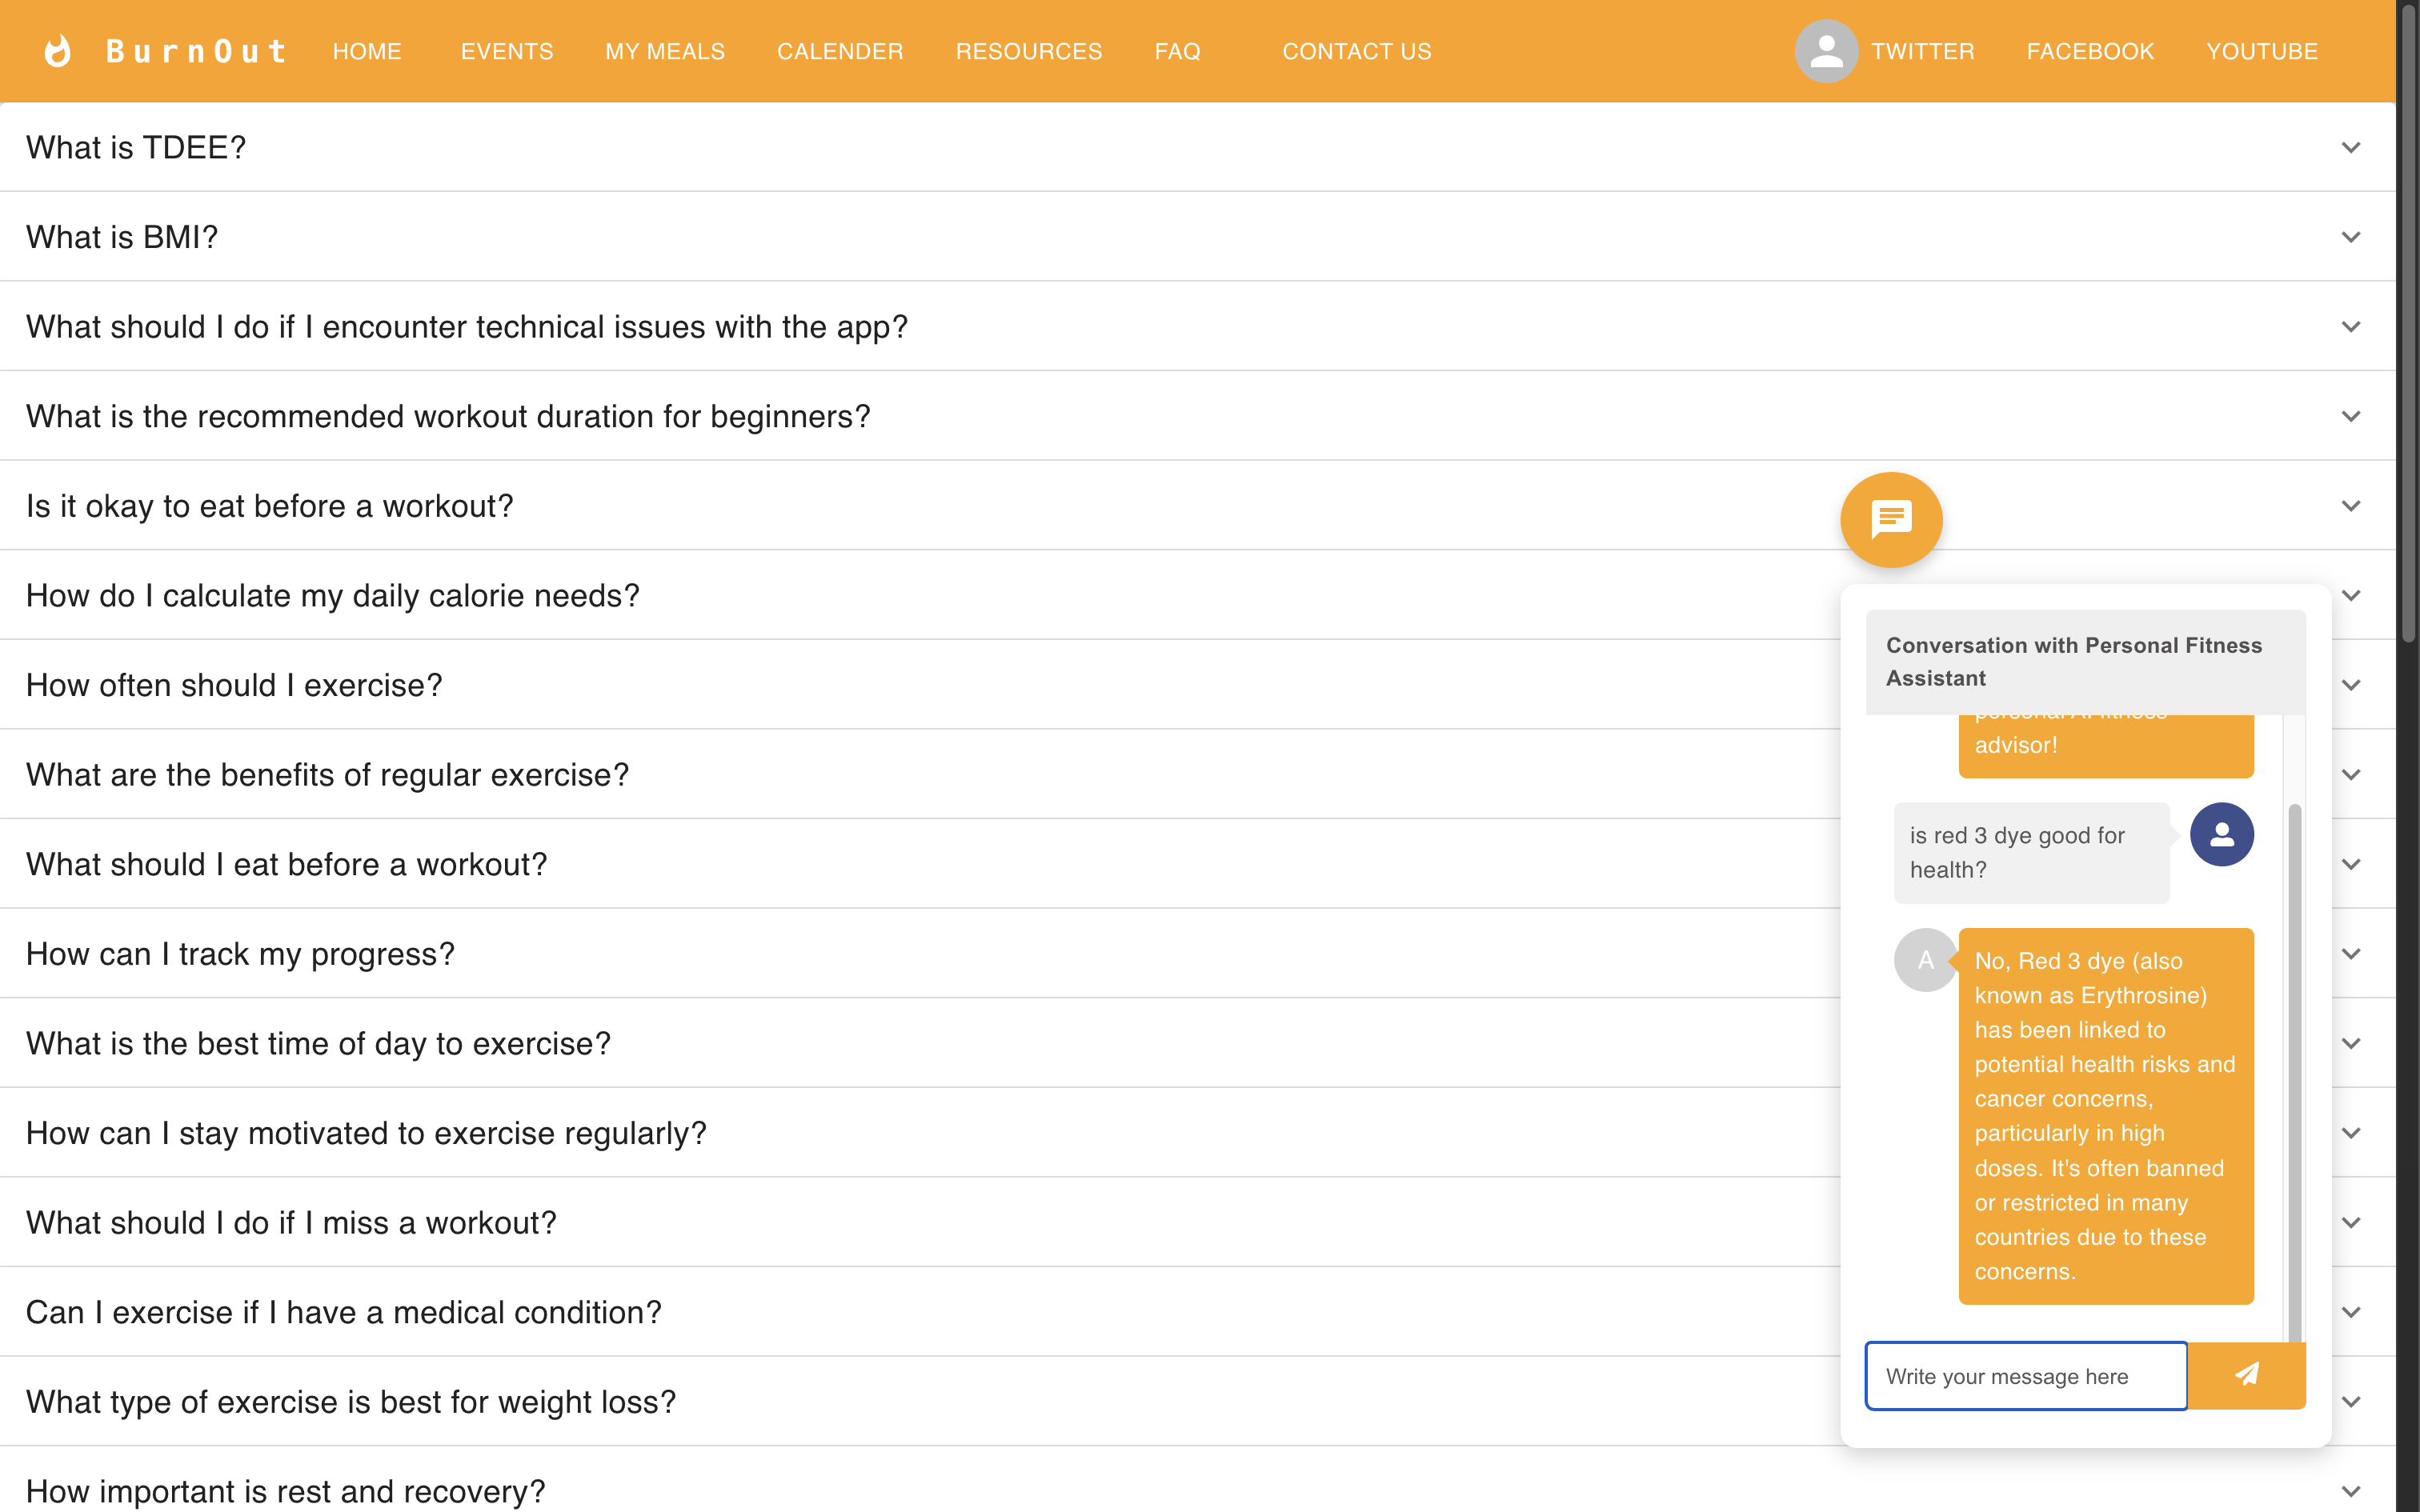 BurnOut HOME EVENTS MY MEALS CALENDER RESOURCES FAQ CONTACT US TWITTER FACEBOOK YOUTUBE
What is TDEE?
What is BMI?
What should I do if I encounter technical issues with the app?
What is the recommended workout duration for beginners?
Is it okay to eat before a workout?
How do I calculate my daily calorie needs?
How often should I exercise?
What are the benefits of regular exercise?
What should I eat before a workout?
How can I track my progress?
What is the best time of day to exercise?
How can I stay motivated to exercise regularly?
What should I do if I miss a workout?
Can I exercise if I have a medical condition?
What type of exercise is best for weight loss?
How important is rest and recovery?
Conversation with Personal Fitness
Assistant
personal AI fitness
advisor!
is red 3 dye good for
health?
A
No, Red 3 dye (also
known as Erythrosine)
has been linked to
potential health risks and
cancer concerns,
particularly in high
doses. It's often banned
or restricted in many
countries due to these
concerns.
Write your message here